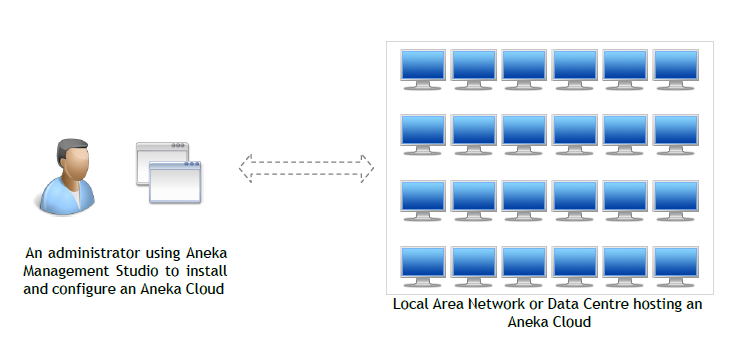 An administrator using Aneka
Management Studio to install
and configure an Aneka Cloud
Local Area Network or Data Centre hosting an
Aneka Cloud